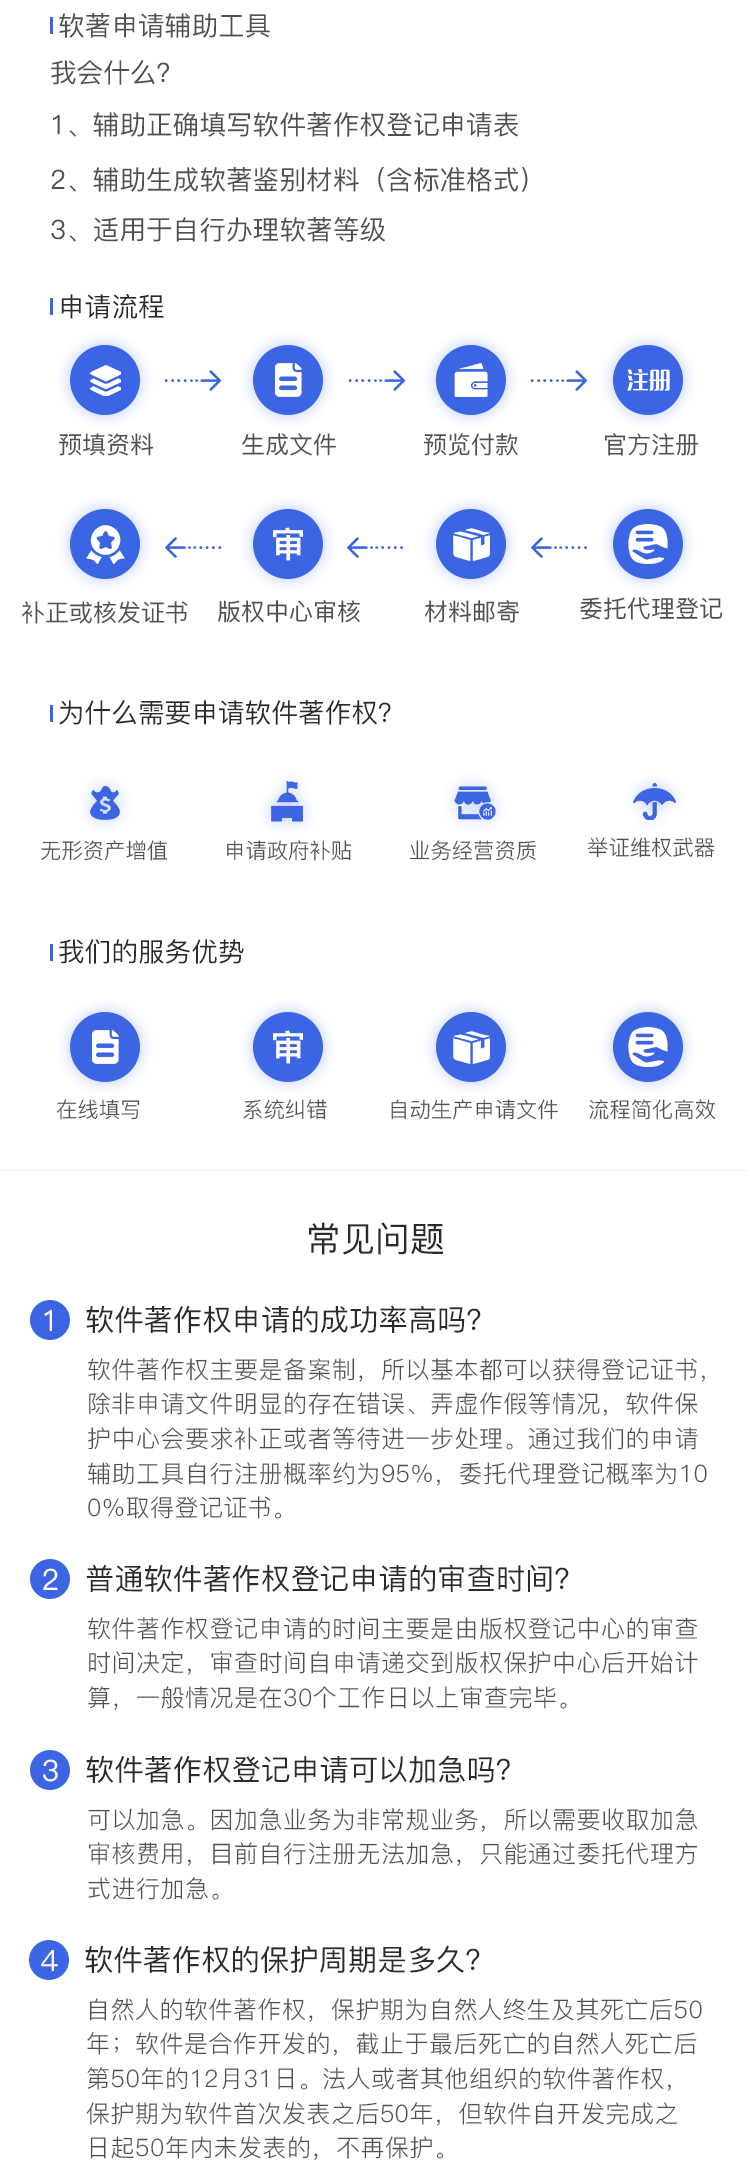 软著申请辅助工具
我会什么?
1、辅助正确填写软件著作权登记申请表
2、辅助生成软著鉴别材料（含标准格式）
3、适用于自行办理软著等级
申请流程
注册
预填资料 生成文件 预览付款 官方注册
审
补正或核发证书 版权中心审核 材料邮寄 委托代理登记
为什么需要申请软件著作权?
$
无形资产增值 申请政府补贴 业务经营资质 举证维权武器
我们的服务优势
审
在线填写 系统纠错 自动生产申请文件 流程简化高效
常见问题
1 软件著作权申请的成功率高吗?
软件著作权主要是备案制，所以基本都可以获得登记证书，
除非申请文件明显的存在错误、弄虚作假等情况，软件保
护中心会要求补正或者等待进一步处理。通过我们的申请
辅助工具自行注册概率约为95%，委托代理登记概率为10
0%取得登记证书。
2 普通软件著作权登记申请的审查时间?
软件著作权登记申请的时间主要是由版权登记中心的审查
时间决定，审查时间自申请递交到版权保护中心后开始计
算，一般情况是在30个工作日以上审查完毕。
3 软件著作权登记申请可以加急吗?
可以加急。因加急业务为非常规业务，所以需要收取加急
审核费用，目前自行注册无法加急，只能通过委托代理方
式进行加急。
4 软件著作权的保护周期是多久?
自然人的软件著作权，保护期为自然人终生及其死亡后50
年；软件是合作开发的，截止于最后死亡的自然人死亡后
第50年的12月31日。法人或者其他组织的软件著作权，
保护期为软件首次发表之后50年，但软件自开发完成之
日起50年内未发表的，不再保护。